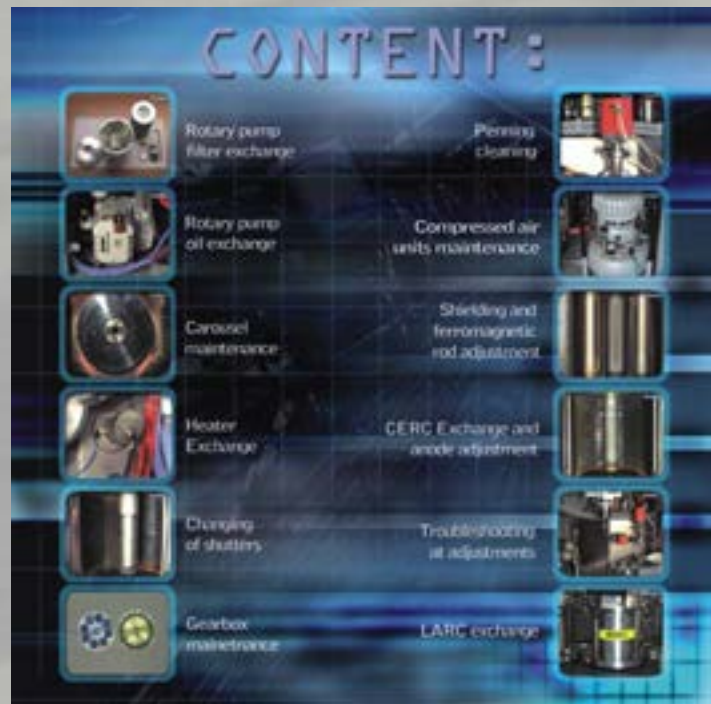 CONTENT:
Rotary pump
filter exchange
Rotary pump
oil exchange
Carousel
maintenance
Heater
Exchange
Changing
of shutters
Gearbox
mainetnance
Penning
cleaning
Compressed air
units maintenance
Shielding and
ferromagnetic
rod adjustment
CERC Exchange and
anode adjustment
Troubleshooting
at adjustments
LARC exchange